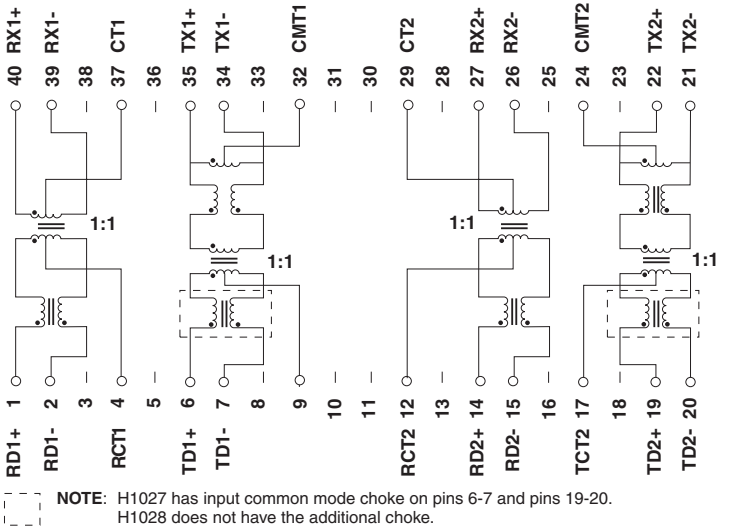 RX1+ RX1- CT1 TX1+ TX1- CMT1 CT2 RX2+ RX2- CMT2 TX2+ TX2-
40 39 38 37 36 35 34 33 32 31 30 29 28 27 26 25 24 23 22 21
1:1 1:1
1:1 1:1
1 2 3 4 5 6 7 8 9 10 11 12 13 14 15 16 17 18 19 20
RD1+ RD1- RCT1 TD1+ TD1- RCT2 RD2+ RD2- TCT2 TD2+ TD2-
NOTE: H1027 has input common mode choke on pins 6-7 and pins 19-20.
H1028 does not have the additional choke.